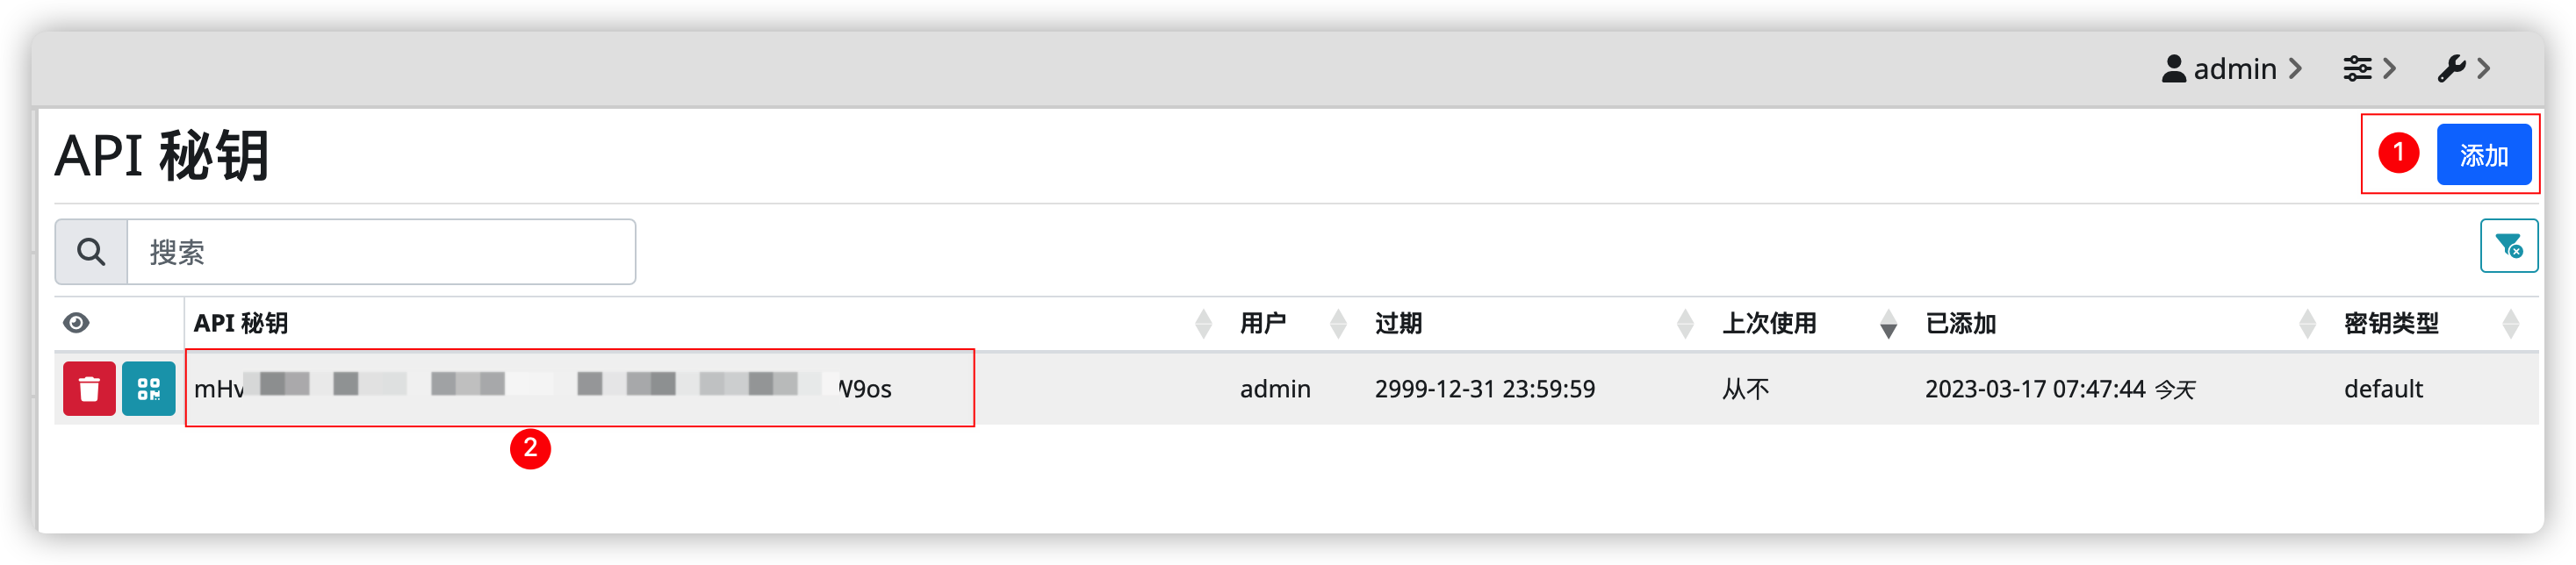 admin
API 秘钥
1 添加
搜索
API 秘钥 用户 过期 上次使用 已添加 密钥类型
mHv W9os admin 2999-12-31 23:59:59 从不 2023-03-17 07:47:44 今天 default
2